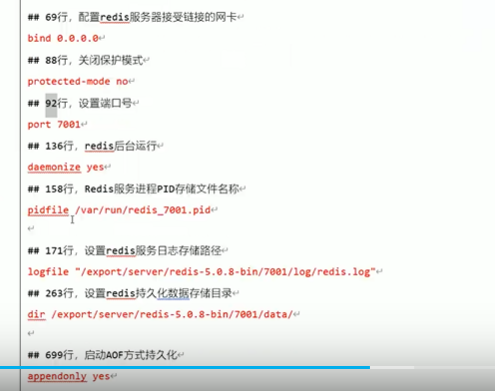 ## 69行，配置redis服务器接受链接的网卡
bind 0.0.0.0
## 88行，关闭保护模式
protected-mode no
## 92行，设置端口号
port 7001
## 136行，redis后台运行
daemonize yes
## 158行，Redis服务进程PID存储文件名称
pidfile /var/run/redis_7001.pid
## 171行，设置redis服务日志存储路径
logfile "/export/server/redis-5.0.8-bin/7001/log/redis.log"
## 263行，设置redis持久化数据存储目录
dir /export/server/redis-5.0.8-bin/7001/data/
## 699行，启动AOF方式持久化
appendonly yes